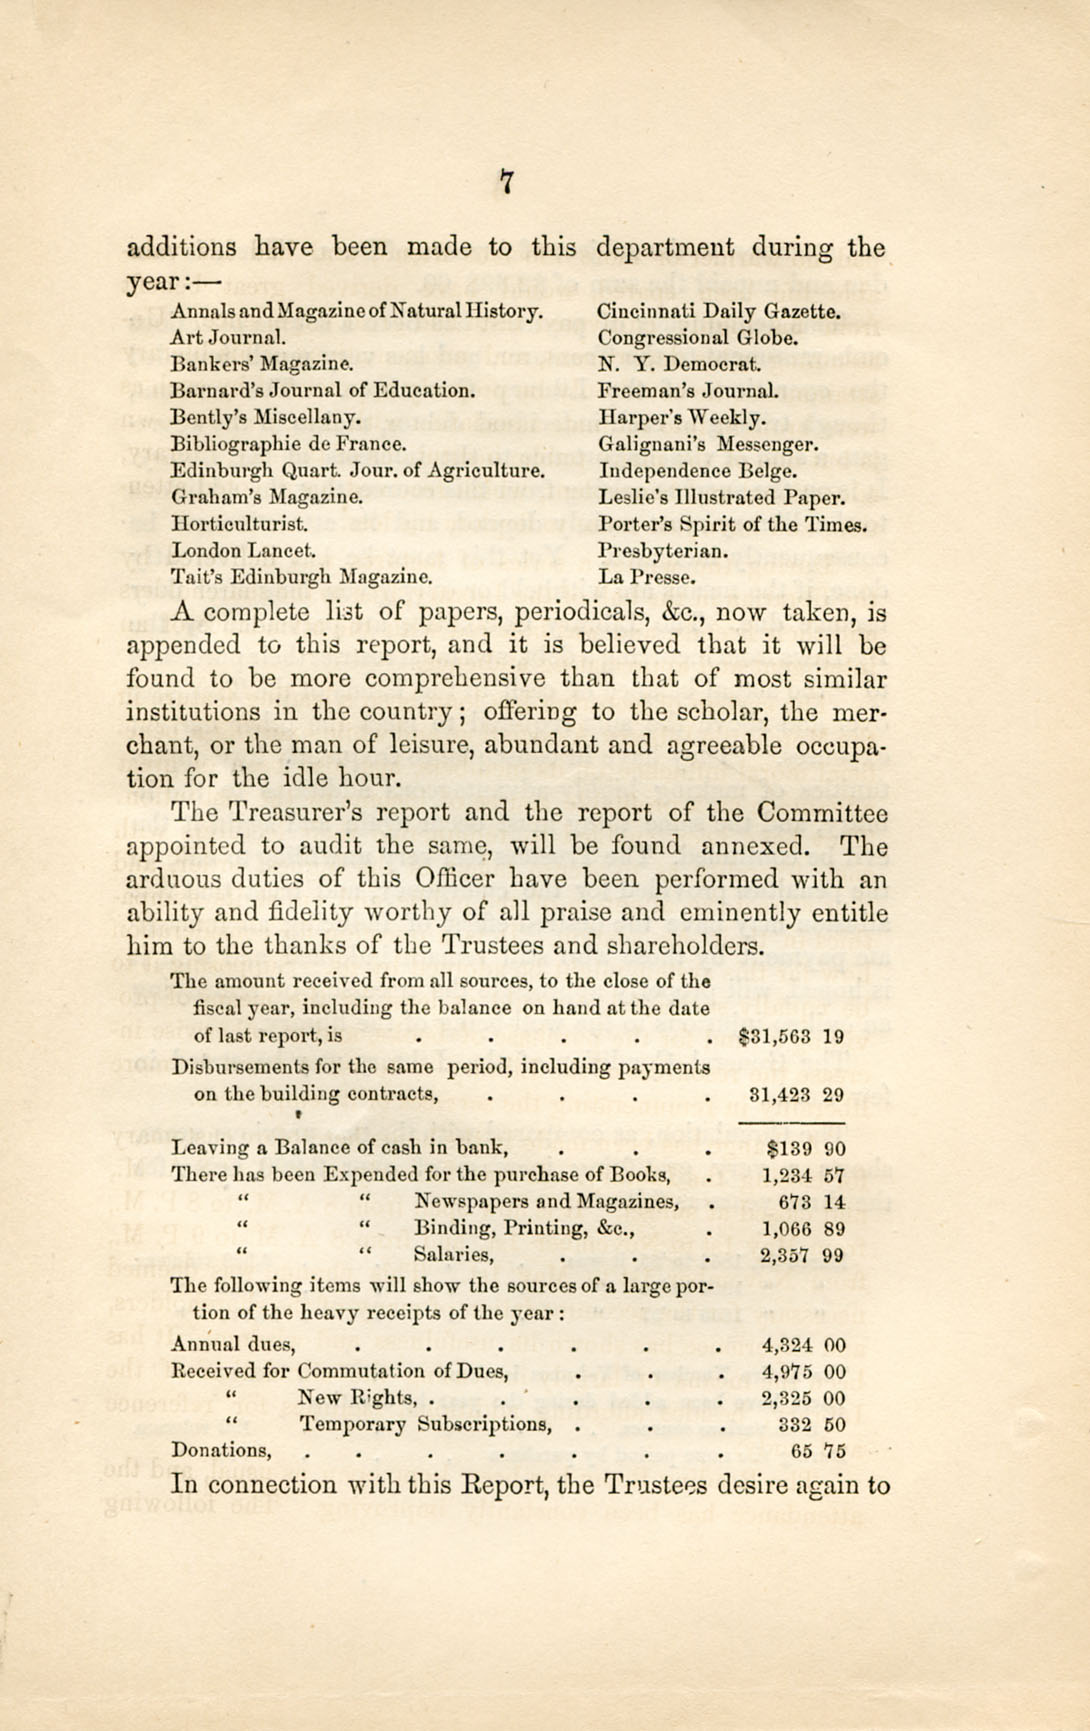 7
additions have been made to this department during the
year:—
Annals and Magazine of Natural History.
Art Journal.
Bankers' Magazine.
Barnard's Journal of Education.
Bently's Miscellany.
Bibliographie de France.
Edinburgh Quart. Jour. of Agriculture.
Graham's Magazine.
Horticulturist.
London Lancet.
Tait's Edinburgh Magazine.
Cincinnati Daily Gazette.
Congressional Globe.
N. Y. Democrat.
Freeman's Journal.
Harper's Weekly.
Galignani's Messenger.
Independence Belge.
Leslie's Illustrated Paper.
Porter's Spirit of the Times.
Presbyterian.
La Presse.
A complete list of papers, periodicals, &c., now taken, is
appended to this report, and it is believed that it will be
found to be more comprehensive than that of most similar
institutions in the country; offering to the scholar, the mer-
chant, or the man of leisure, abundant and agreeable occupa-
tion for the idle hour.
The Treasurer's report and the report of the Committee
appointed to audit the same, will be found annexed. The
arduous duties of this Officer have been performed with an
ability and fidelity worthy of all praise and eminently entitle
him to the thanks of the Trustees and shareholders.
The amount received from all sources, to the close of the
fiscal year, including the balance on hand at the date
of last report, is . . . . . $31,563 19
Disbursements for the same period, including payments
on the building contracts, . . . . 31,423 29
Leaving a Balance of cash in bank, . . . $139 90
There has been Expended for the purchase of Books, . 1,234 57
" " Newspapers and Magazines, . 673 14
" " Binding, Printing, &c., . 1,066 89
" " Salaries, . . . 2,357 99
The following items will show the sources of a large por-
tion of the heavy receipts of the year:
Annual dues, . . . . . . 4,324 00
Received for Commutation of Dues, . . . 4,975 00
" New Rights, . . . . . 2,325 00
" Temporary Subscriptions, . . . 332 50
Donations, . . . . . . . 65 75
In connection with this Report, the Trustees desire again to